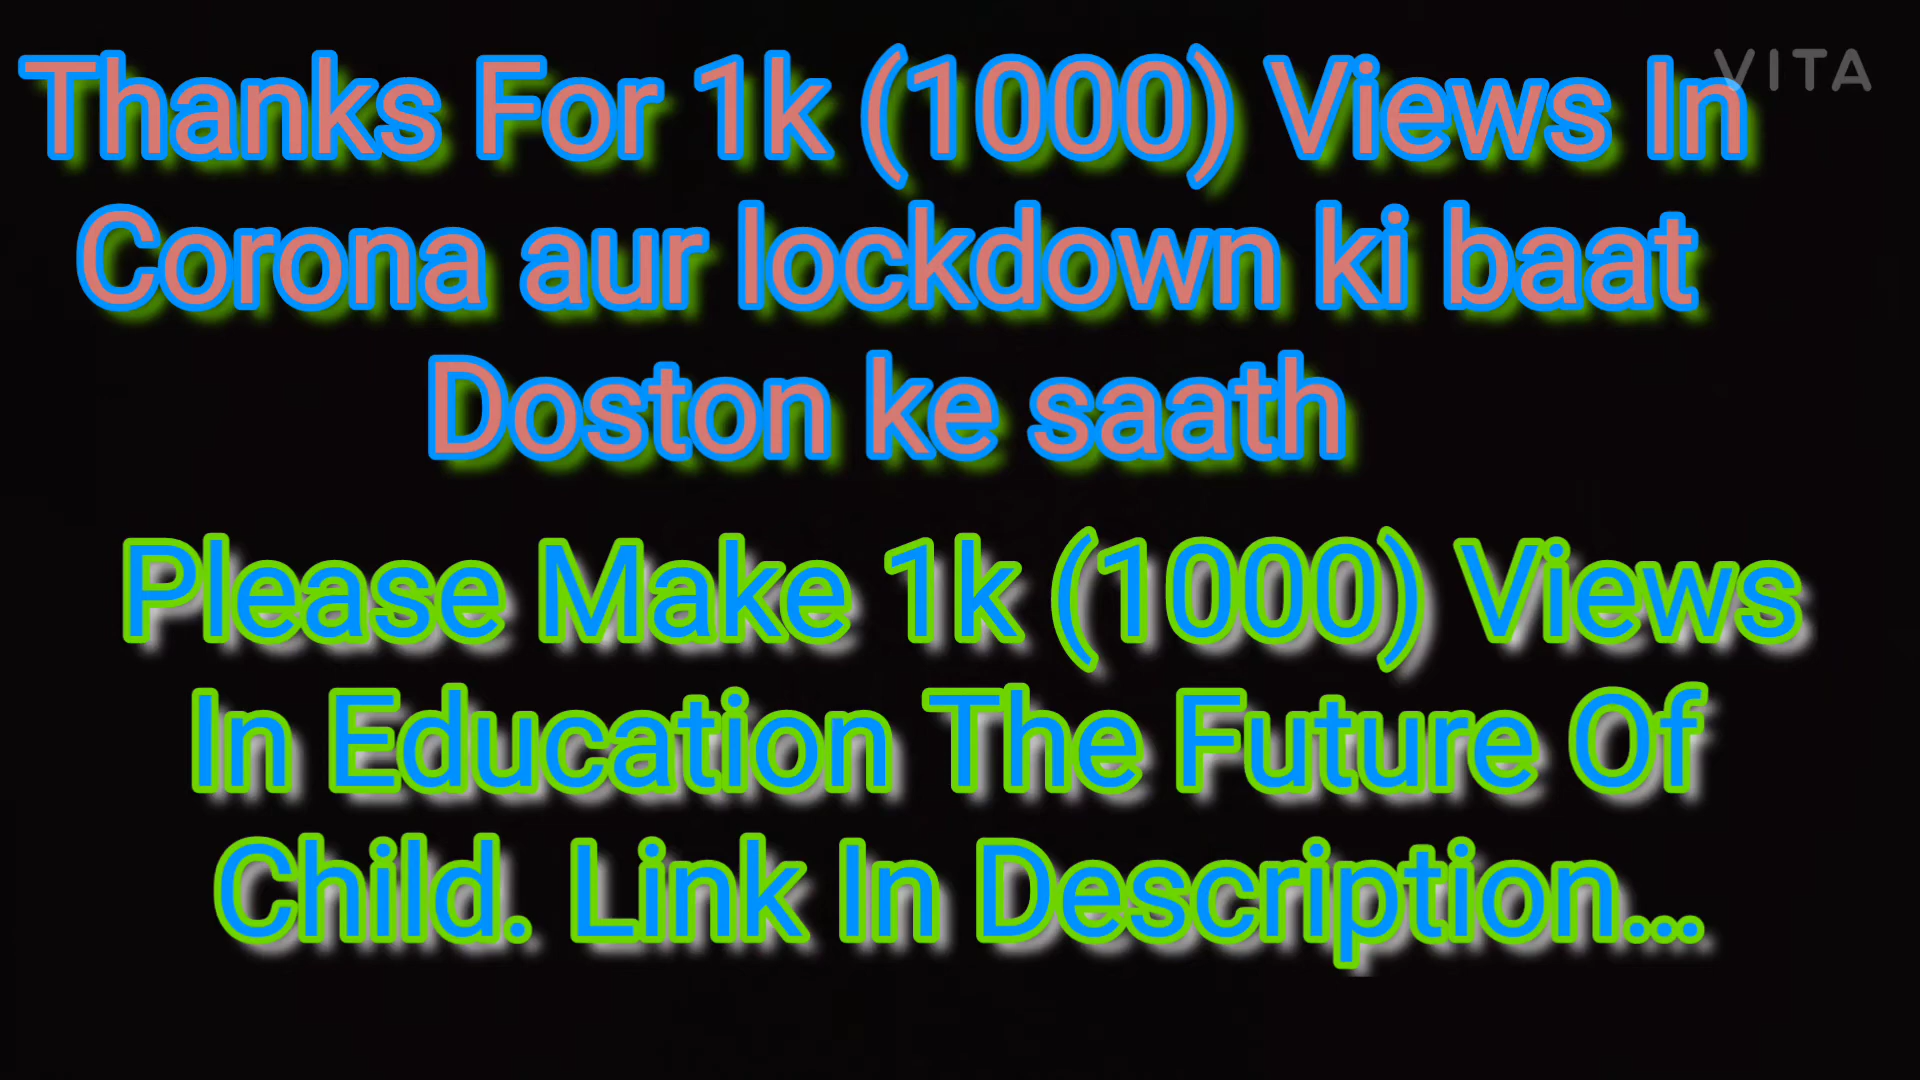 Thanks For 1k (1000) Views In
Corona aur lockdown ki baat
Doston ke saath
Please Make 1k (1000) Views
In Education The Future Of
Child. Link In Description...
VITA